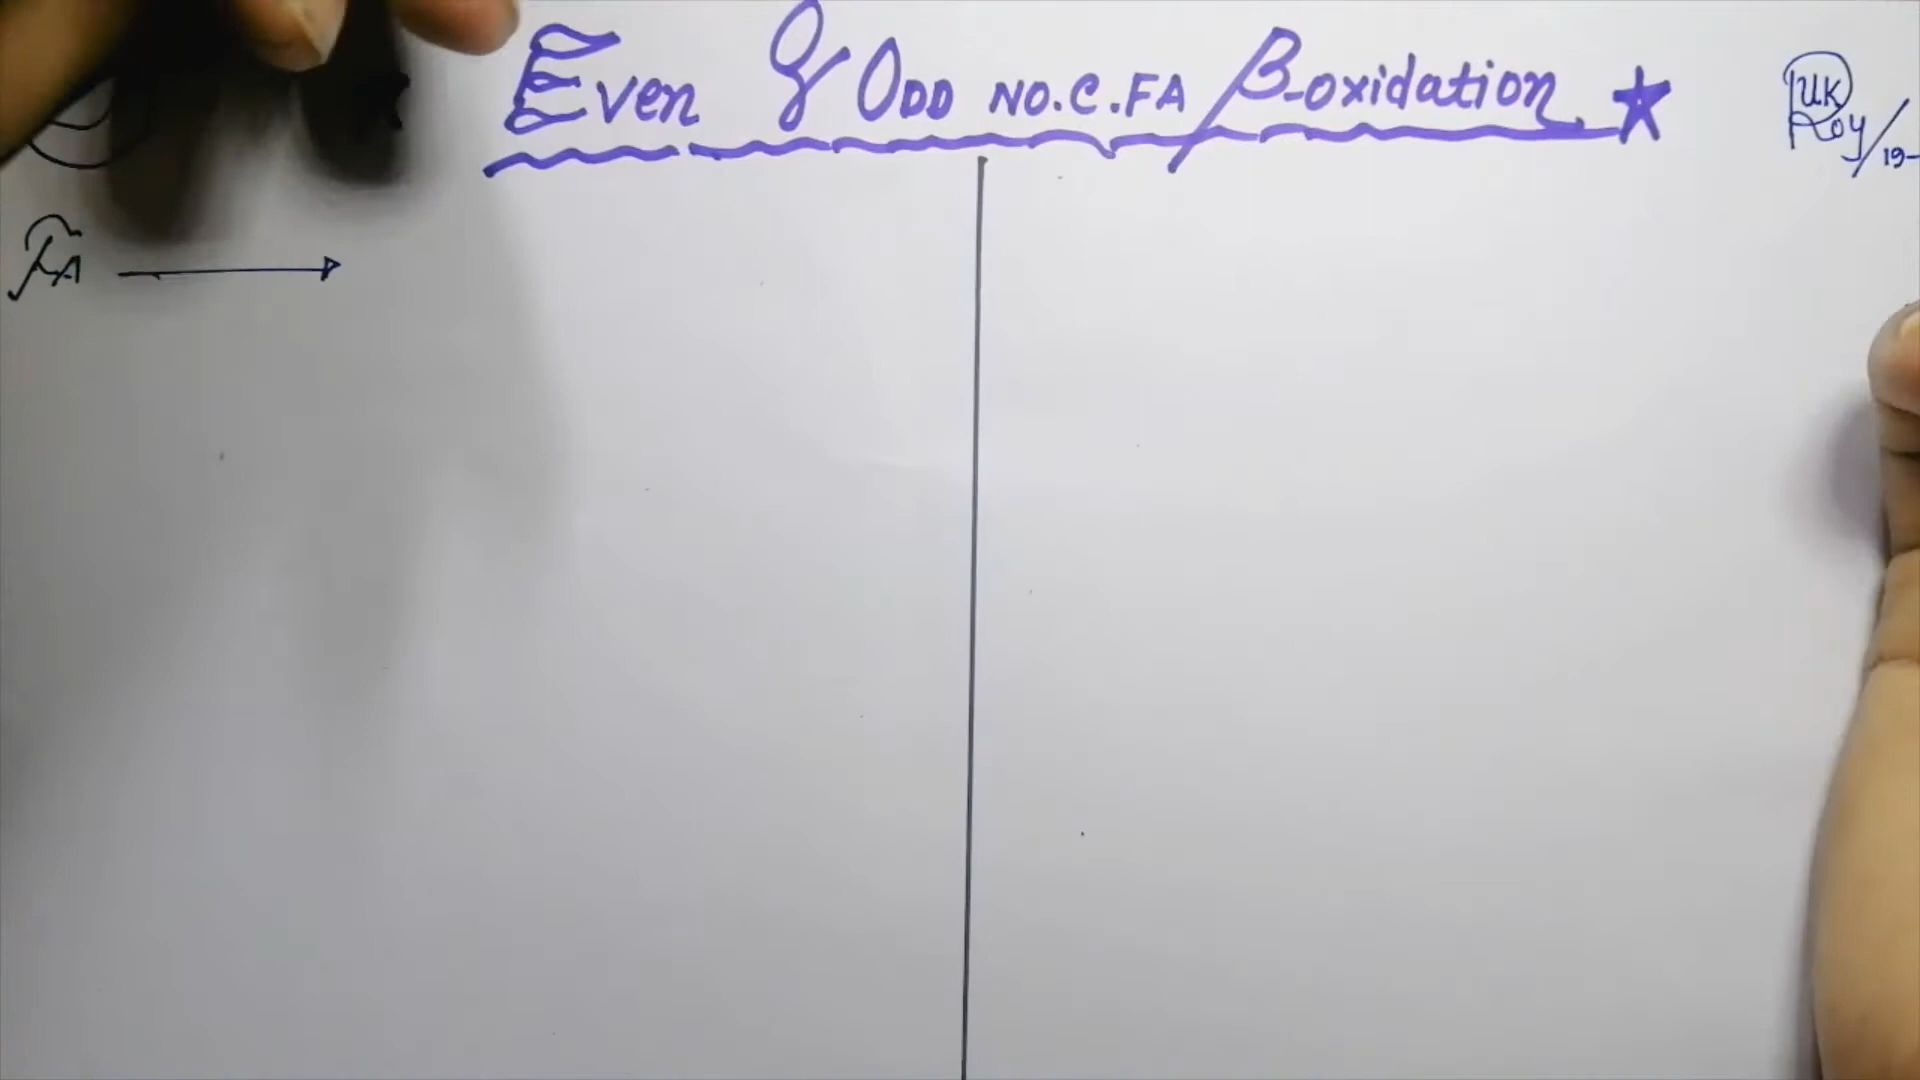 Even & ODD NO. C. FA β-oxidation
UK
Roy/19-
FA